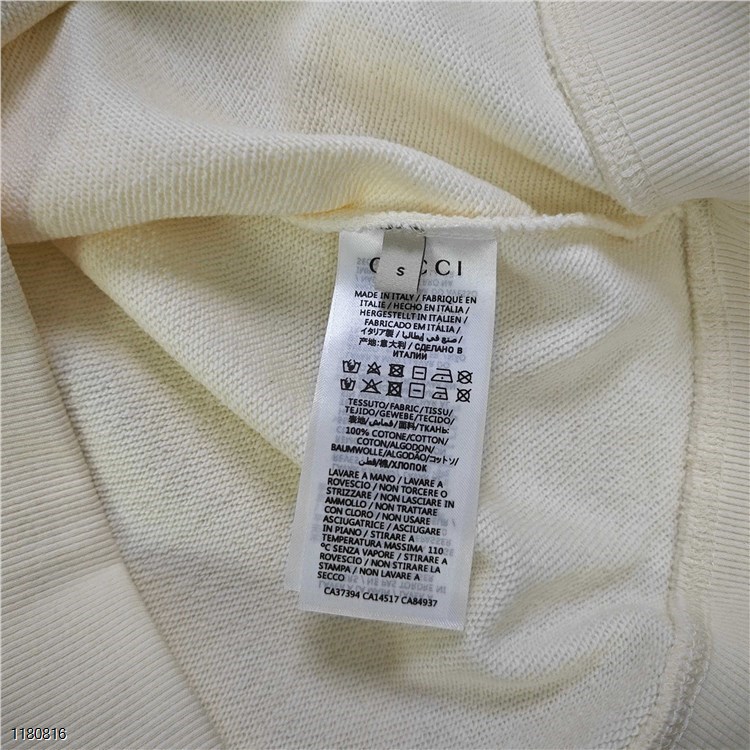 S
CCI
MADE IN ITALY / FABRIQUÉ EN
ITALIE / HECHO EN ITALIA /
HERGESTELLT IN ITALIEN /
FABRICADO EM ITÁLIA /
イタリア製 / صنع في إيطاليا /
产地:意大利 / СДЕЛАНО В
ИТАЛИИ
TESSUTO/FABRIC/TISSU/
TEJIDO/GEWEBE/TECIDO/
表地/قماش/面料/ТКАНЬ:
100% COTONE/COTTON/
COTON/ALGODON/
BAUMWOLLE/ALGODÃO/コットン/
قطن/棉/ХЛОПОК
LAVARE A MANO / LAVARE A
ROVESCIO / NON TORCERE O
STRIZZARE / NON LASCIARE IN
AMMOLLO / NON TRATTARE
CON CLORO / NON USARE
ASCIUGATRICE / ASCIUGARE
IN PIANO / STIRARE A
TEMPERATURA MASSIMA 110
°C SENZA VAPORE / STIRARE A
ROVESCIO / NON STIRARE LA
STAMPA / NON LAVARE A
SECCO
CA37394 CA14517 CA84937
1180816